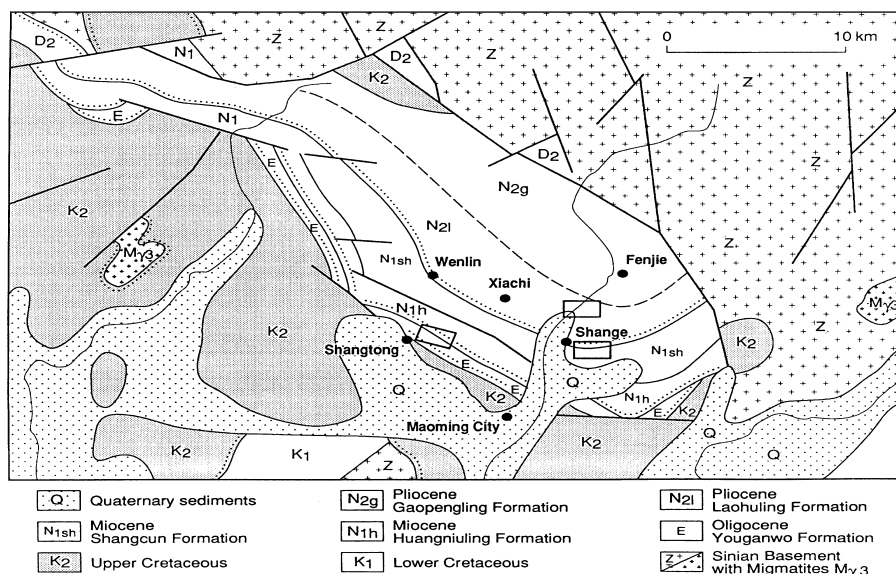 D2
N1
Z
D2
0 10 km
K2
Z
E
N1
Z
D2
E
N2g
Z
K2
N2l
E
Mγ3
N1sh
Wenlin
Fenjie
Xiachi
Mγ3
K2
N1h
Shange
K2
Shangtong
N1sh
E
Q
Q
K2
E
N1h
E
K2
Maoming City
Q
K2
K1
Z
K2
Q
Q Quaternary sediments
N2g Pliocene
Gaopengling Formation
N2l Pliocene
Laohuling Formation
N1sh Miocene
Shangcun Formation
N1h Miocene
Huangniuling Formation
E Oligocene
Youganwo Formation
K2 Upper Cretaceous
K1 Lower Cretaceous
Z+ Sinian Basement
with Migmatites Mγ3